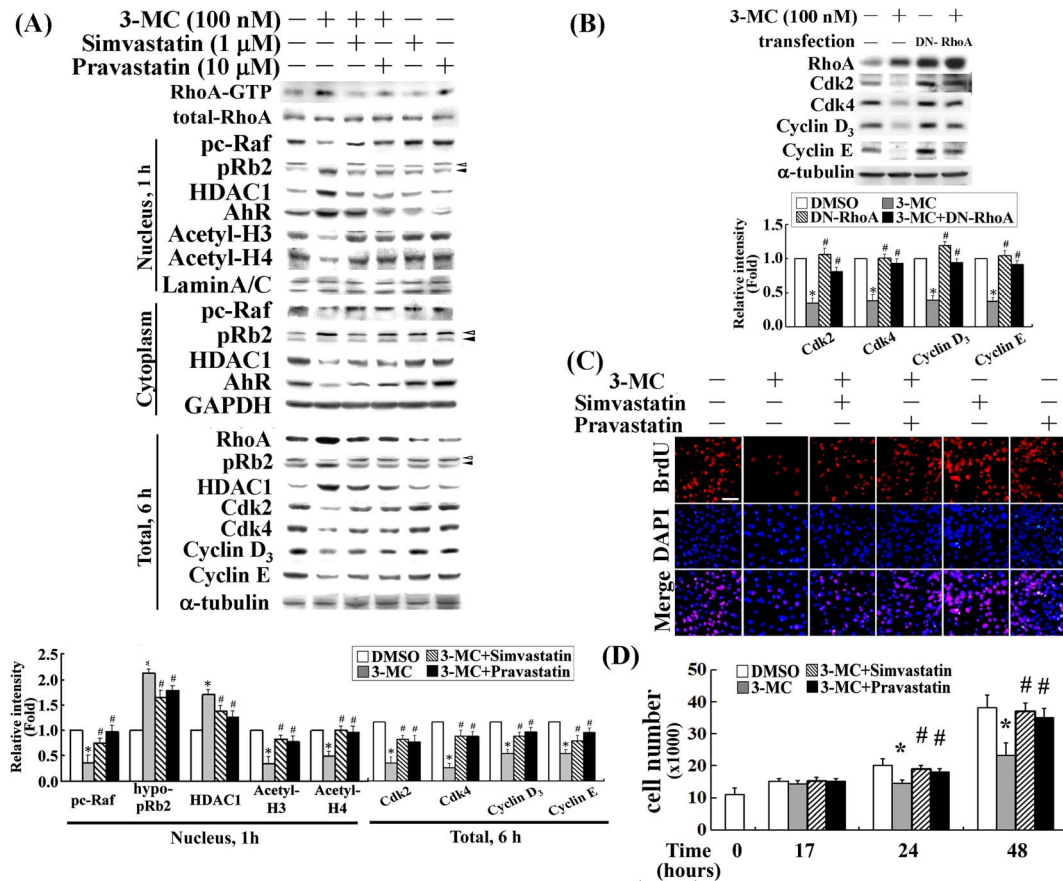 (A)
3-MC (100 nM) — + + + — —
Simvastatin (1 μM) — — + — + —
Pravastatin (10 μM) — — — + — +
RhoA-GTP
total-RhoA
Nucleus, 1h
pc-Raf
pRb2
HDAC1
AhR
Acetyl-H3
Acetyl-H4
LaminA/C
Cytoplasm
pc-Raf
pRb2
HDAC1
AhR
GAPDH
Total, 6 h
RhoA
pRb2
HDAC1
Cdk2
Cdk4
Cyclin D3
Cyclin E
α-tubulin
Relative intensity
(Fold)
2.5
2.0
1.5
1.0
0.5
0.0
DMSO
3-MC+Simvastatin
3-MC
3-MC+Pravastatin
* # # * # # * # # * # # * # # * # # * # # * # # * # #
pc-Raf
hypo-
pRb2
HDAC1
Acetyl-
H3
Acetyl-
H4
Cdk2
Cdk4
Cyclin D3
Cyclin E
Nucleus, 1h
Total, 6 h
(B)
3-MC (100 nM) — + — +
transfection — — DN- RhoA
RhoA
Cdk2
Cdk4
Cyclin D3
Cyclin E
α-tubulin
DMSO
3-MC
DN-RhoA
3-MC+DN-RhoA
Relative intensity
(Fold)
1.0
0.5
0.0
* # # * # # * # # * # #
Cdk2
Cdk4
Cyclin D3
Cyclin E
(C)
3-MC — + + + — —
Simvastatin — — + — + —
Pravastatin — — — + — +
BrdU
DAPI
Merge
(D)
DMSO
3-MC+Simvastatin
3-MC
3-MC+Pravastatin
cell number
(x1000)
50
40
30
20
10
0
* # # * # #
Time 0 17 24 48
(hours)